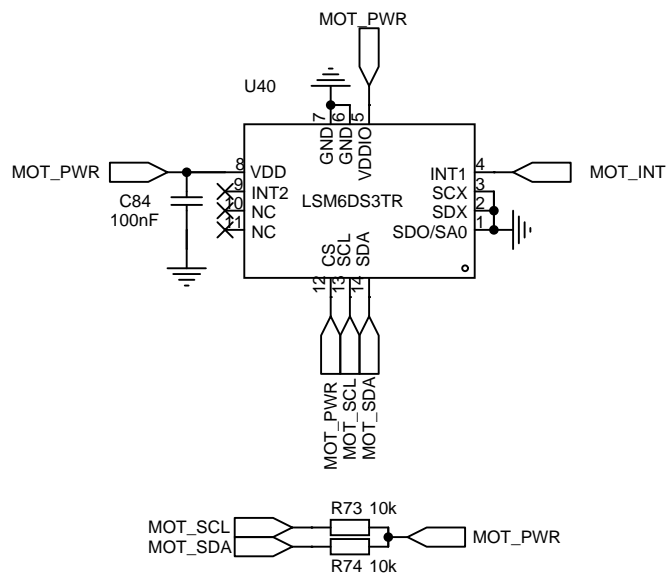 MOT_PWR
U40
7 6 5
GND GND VDDIO
MOT_PWR 8 VDD INT1 4 MOT_INT
C84 9 INT2 LSM6DS3TR SCX 3
100nF 10 NC SDX 2
11 NC SDO/SA0 1
CS SCL SDA
12 13 14
MOT_PWR MOT_SCL MOT_SDA
R73 10k
MOT_SCL
MOT_PWR
MOT_SDA
R74 10k